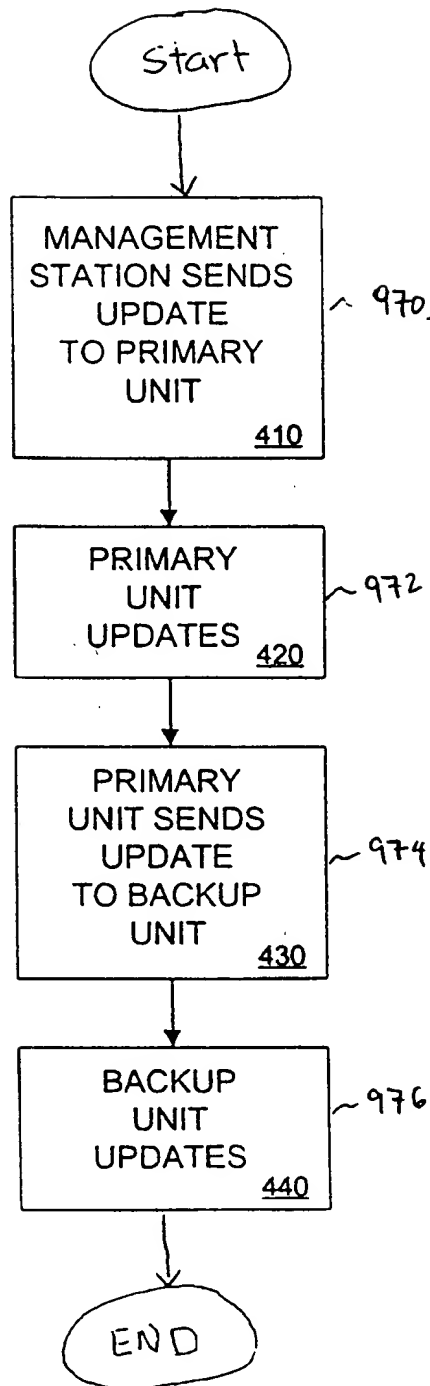 Start
MANAGEMENT
STATION SENDS
UPDATE
TO PRIMARY
UNIT
410
970
PRIMARY
UNIT
UPDATES
420
972
PRIMARY
UNIT SENDS
UPDATE
TO BACKUP
UNIT
430
974
BACKUP
UNIT
UPDATES
440
976
END